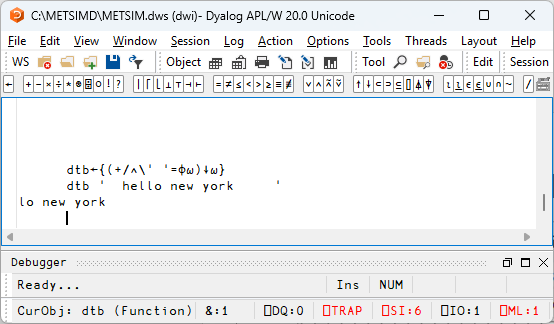 C:\METSIMD\METSIM.dws (dwi)- Dyalog APL/W 20.0 Unicode
File Edit View Window Session Log Action Options Tools Threads Layout Help
WS Object Tool Edit Session
← + - × ÷ * ⍟ ⌹ ○ ! ? | ⌈ ⌊ ⊥ ⊤ ⊣ ⊢ = ≠ ≤ < > ≥ ≡ ≢ ∨ ∧ ⍲ ⍱ ↑ ↓ ⊂ ⊃ ⊆ ⌷ ⍋ ⍒ ⍳ ⍸ ∊ ⍷ ∪ ∩ ~ /
dtb←{(+/∧\' '=⌽⍵)↓⍵}
dtb '  hello new york      '
lo new york
Debugger
Ready... Ins NUM
CurObj: dtb (Function) &:1 ⎕DQ:0 ⎕TRAP ⎕SI:6 ⎕IO:1 ⎕ML:1